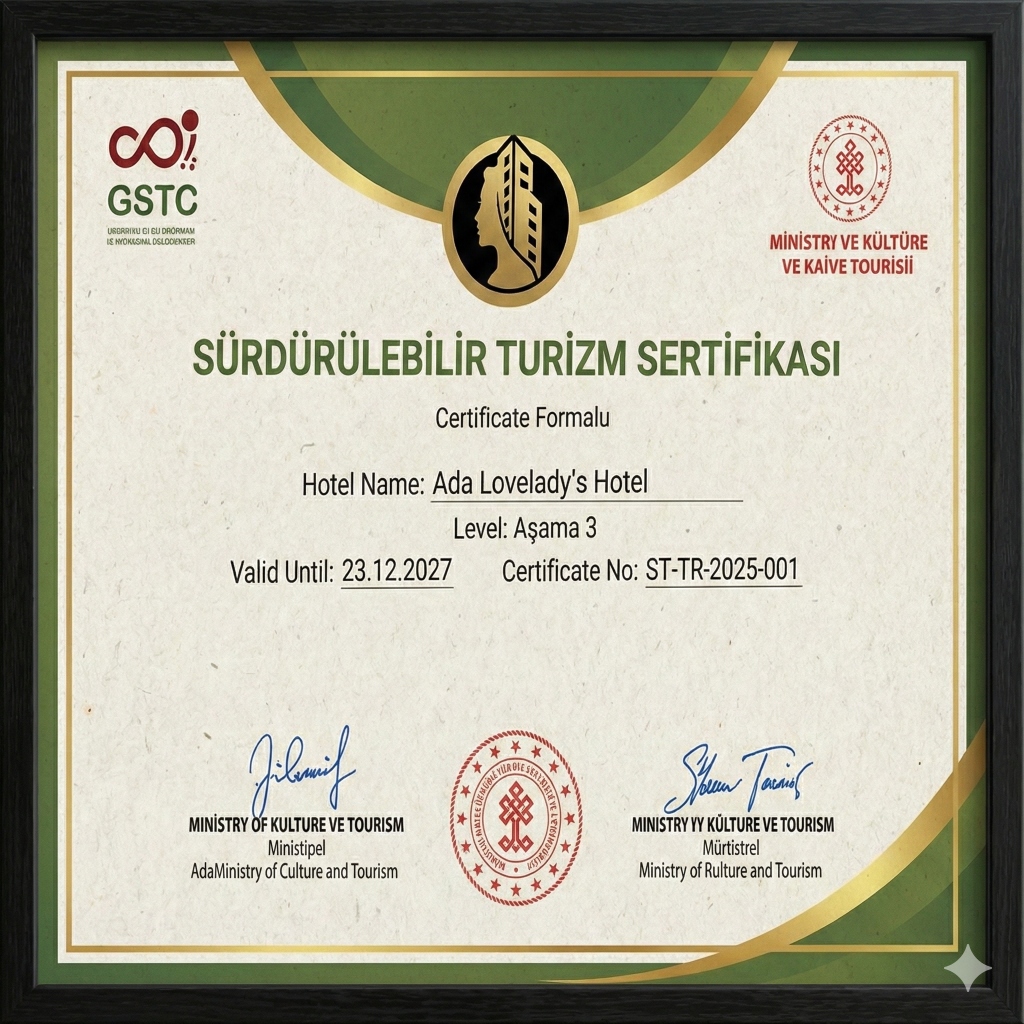 GSTC
MINISTRY VE KÜLTÜRE
VE KAIVE TOURISII
SÜRDÜRÜLEBİLİR TURİZM SERTİFİKASI
Certificate Formalu
Hotel Name: Ada Lovelady's Hotel
Level: Aşama 3
Valid Until: 23.12.2027 Certificate No: ST-TR-2025-001
MINISTRY OF KULTURE VE TOURISM
Ministipel
AdaMinistry of Culture and Tourism
MINISTRY YY KÜLTURE VE TOURISM
Mürtistrel
Ministry of Rulture and Tourism